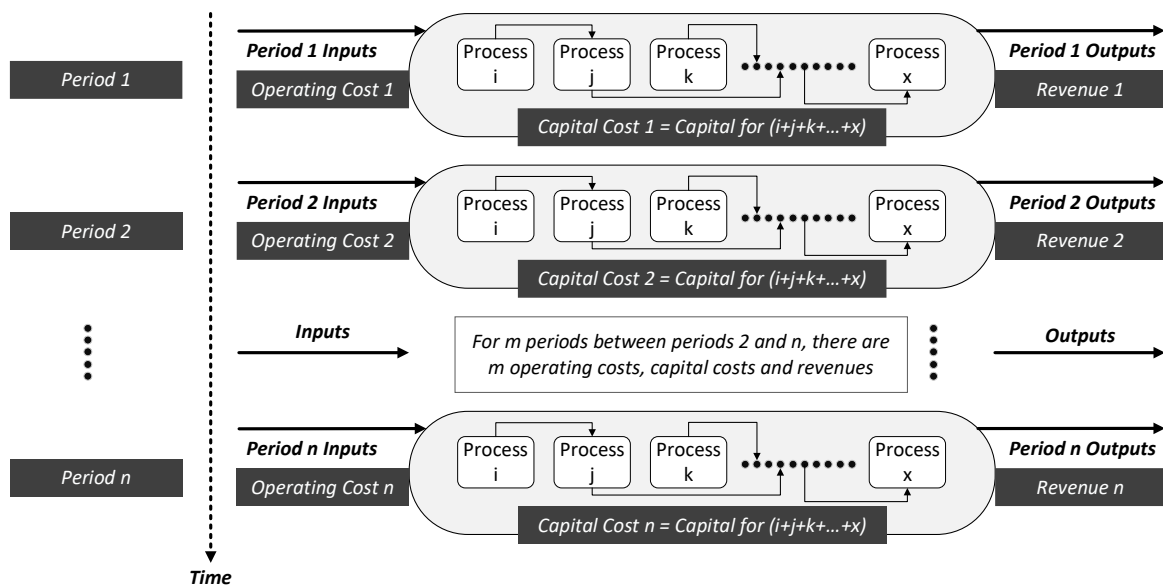 Period 1 Inputs
Process
i
Process
j
Process
k
Process
x
Period 1 Outputs
Period 1
Operating Cost 1
Revenue 1
Capital Cost 1 = Capital for (i+j+k+…+x)
Period 2 Inputs
Process
i
Process
j
Process
k
Process
x
Period 2 Outputs
Period 2
Operating Cost 2
Revenue 2
Capital Cost 2 = Capital for (i+j+k+…+x)
Inputs
For m periods between periods 2 and n, there are
m operating costs, capital costs and revenues
Outputs
Period n Inputs
Process
i
Process
j
Process
k
Process
x
Period n Outputs
Period n
Operating Cost n
Revenue n
Capital Cost n = Capital for (i+j+k+…+x)
Time